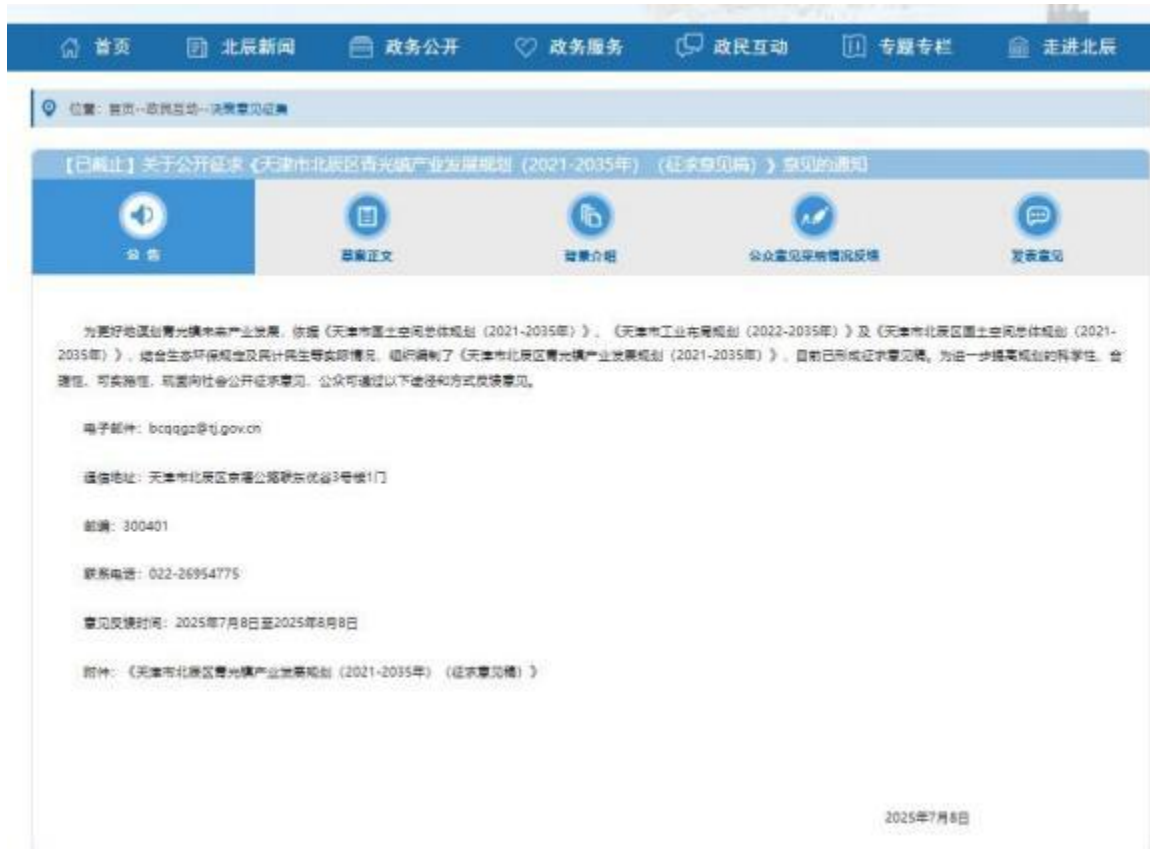 首页 北辰新闻 政务公开 政务服务 政民互动 专题专栏 走进北辰
位置：首页--政民互动--决策意见征集
【已截止】关于公开征求《天津市北辰区青光镇产业发展规划（2021-2035年）（征求意见稿）》意见的通知
公告 草案正文 背景介绍 公众意见采纳情况反馈 发表意见
为更好地谋划青光镇未来产业发展，依据《天津市国土空间总体规划（2021-2035年）》、《天津市工业布局规划（2022-2035年）》及《天津市北辰区国土空间总体规划（2021-
2035年）》，结合生态环保规定及民计民生等实际情况，组织编制了《天津市北辰区青光镇产业发展规划（2021-2035年）》，目前已形成征求意见稿。为进一步提高规划的科学性、合
理性、可实施性，现面向社会公开征求意见，公众可通过以下途径和方式反馈意见。
电子邮件：bcqqgz@tj.gov.cn
通信地址：天津市北辰区京福公路联东优谷3号楼1门
邮编：300401
联系电话：022-26954775
意见反馈时间：2025年7月8日至2025年8月8日
附件：《天津市北辰区青光镇产业发展规划（2021-2035年）（征求意见稿）》
2025年7月8日